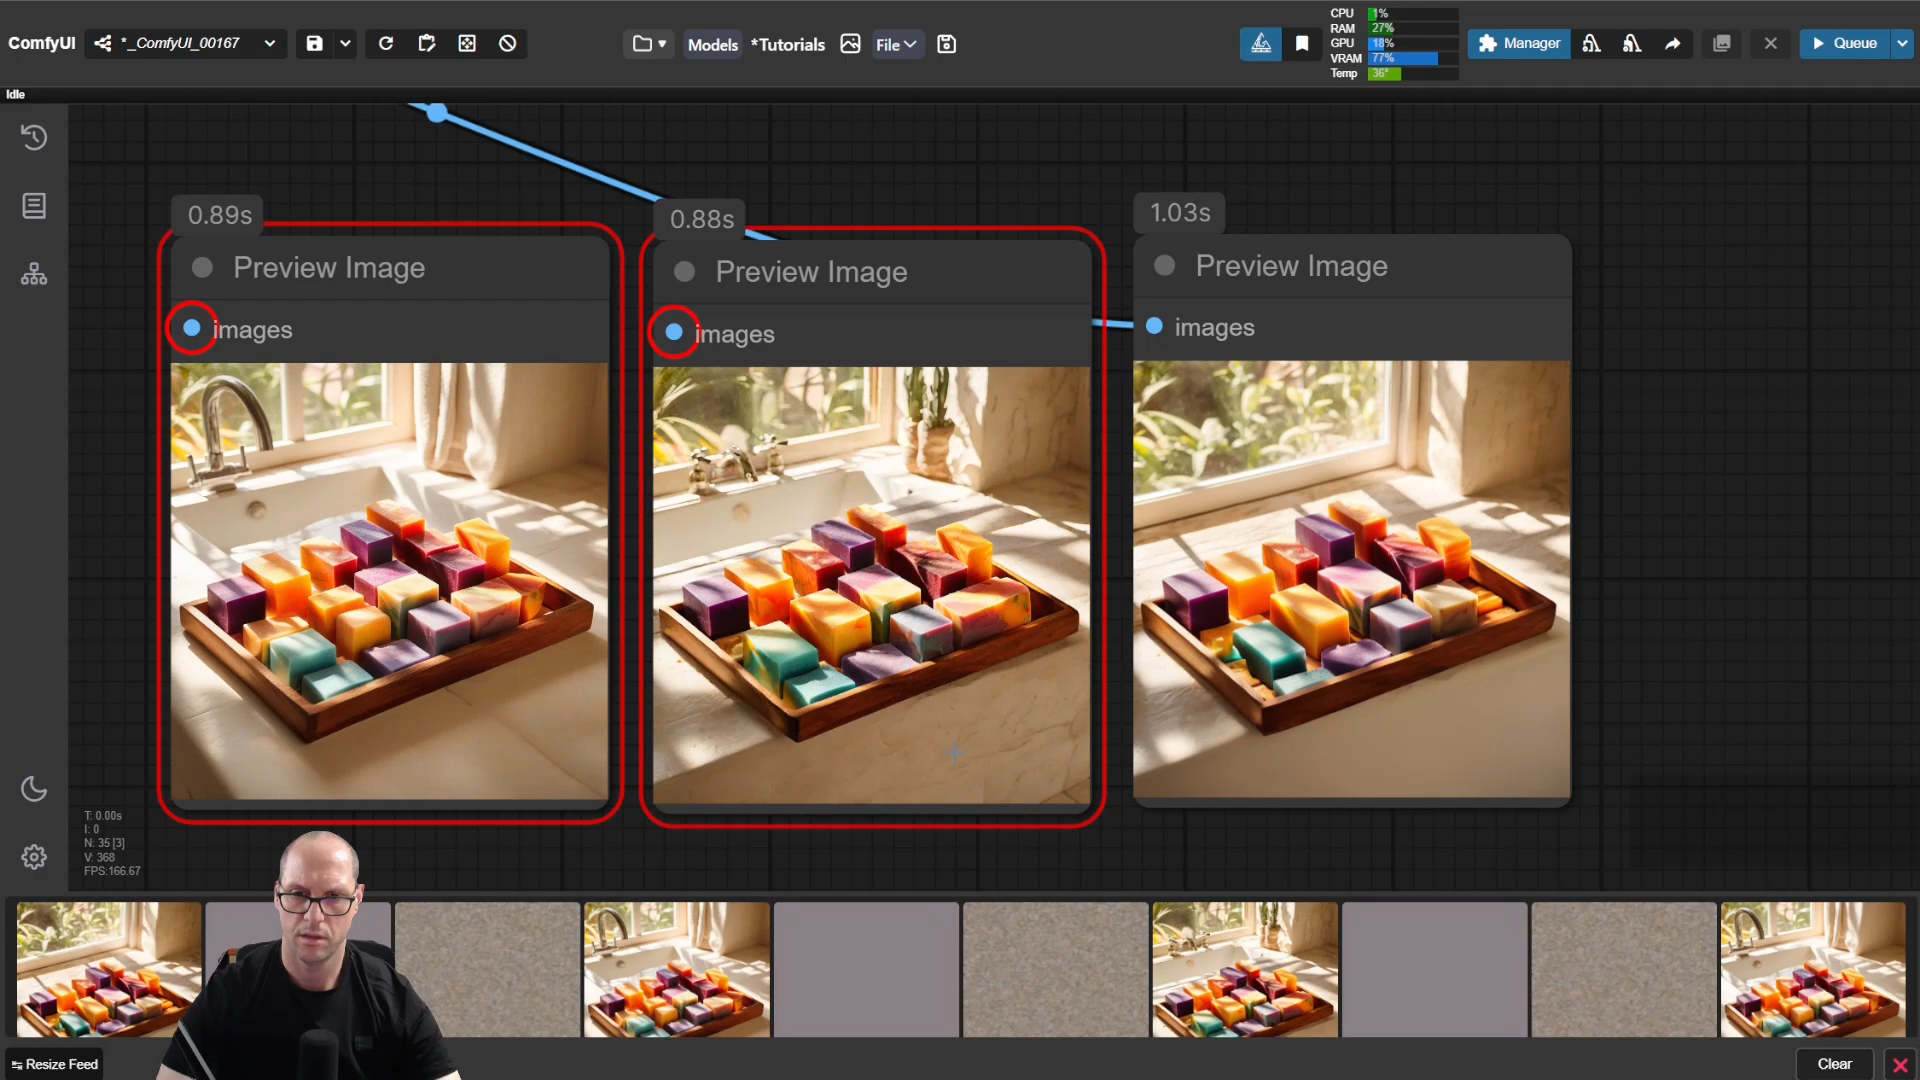 ComfyUI
*_ComfyUI_00167
Models
*Tutorials
File
CPU 1%
RAM 27%
GPU 18%
VRAM 77%
Temp 36°
Manager
Queue
Idle
0.89s
Preview Image
images
0.88s
Preview Image
images
1.03s
Preview Image
images
T: 0.00s
I: 0
N: 35 [3]
V: 368
FPS:166.67
Resize Feed
Clear